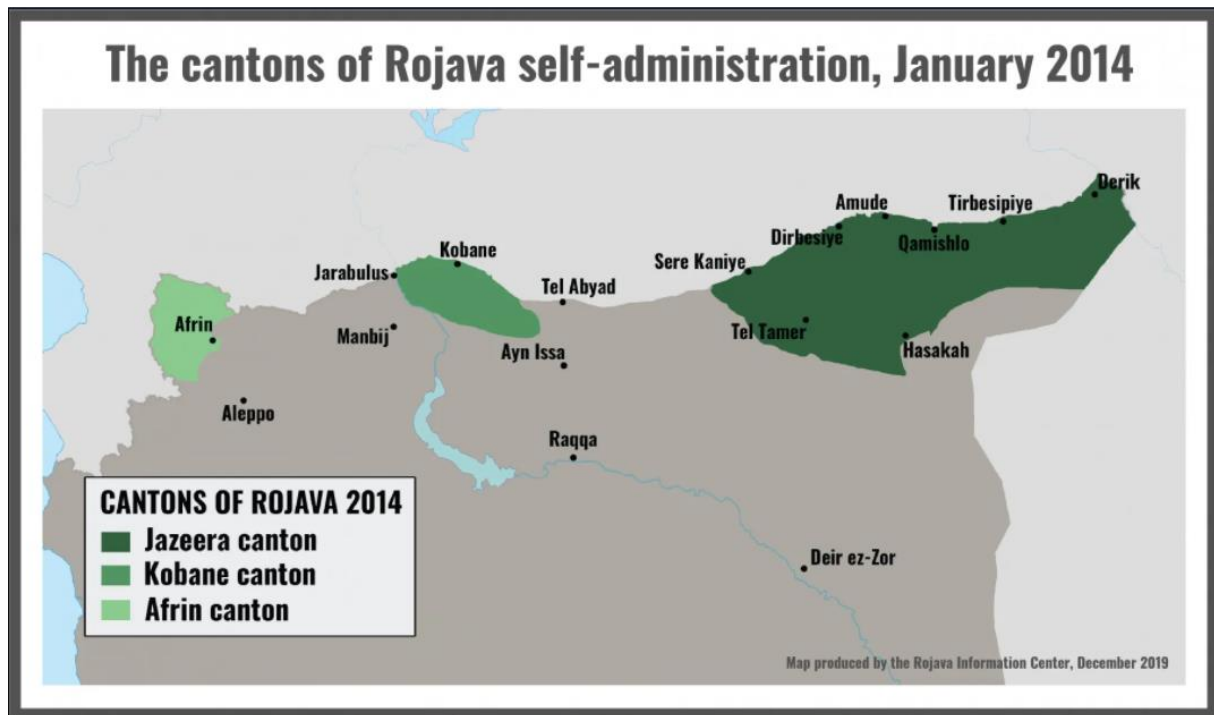 The cantons of Rojava self-administration, January 2014
Derik
Tirbesipiye
Amude
Dirbesiye
Qamishlo
Kobane
Sere Kaniye
Jarabulus
Tel Abyad
Afrin
Manbij
Tel Tamer
Ayn Issa
Hasakah
Aleppo
Raqqa
CANTONS OF ROJAVA 2014
Jazeera canton
Kobane canton
Afrin canton
Deir ez-Zor
Map produced by the Rojava Information Center, December 2019